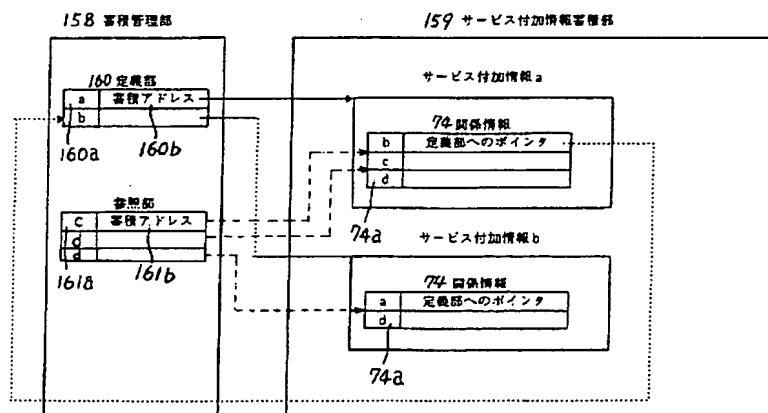 158 蓄積管理部
159 サービス付加情報蓄積部
160 定義部
a 蓄積アドレス
b
160a 160b
サービス付加情報a
74 関係情報
b 定義部へのポインタ
c
d
74a
参照部
c 蓄積アドレス
d
d
161a 161b
サービス付加情報b
74 関係情報
a 定義部へのポインタ
d
74a